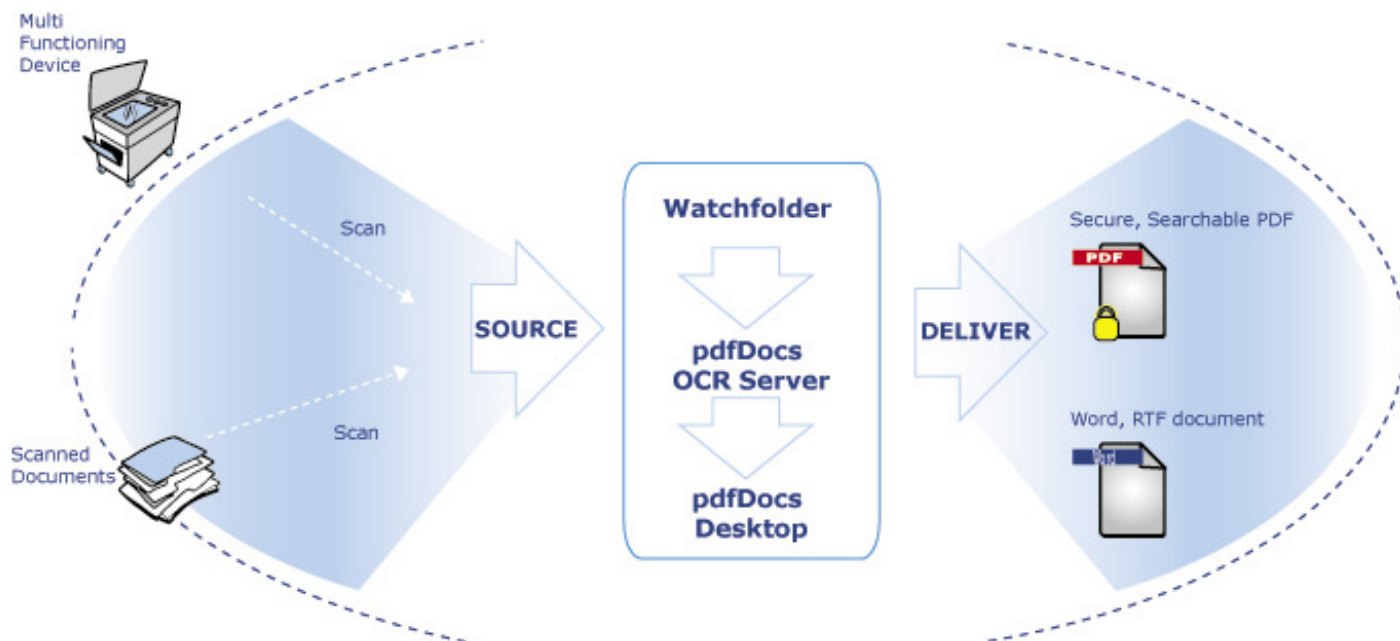 Multi
Functioning
Device
Scan
Scan
Scanned
Documents
SOURCE
Watchfolder
pdfDocs
OCR Server
pdfDocs
Desktop
DELIVER
Secure, Searchable PDF
PDF
Word, RTF document
Word